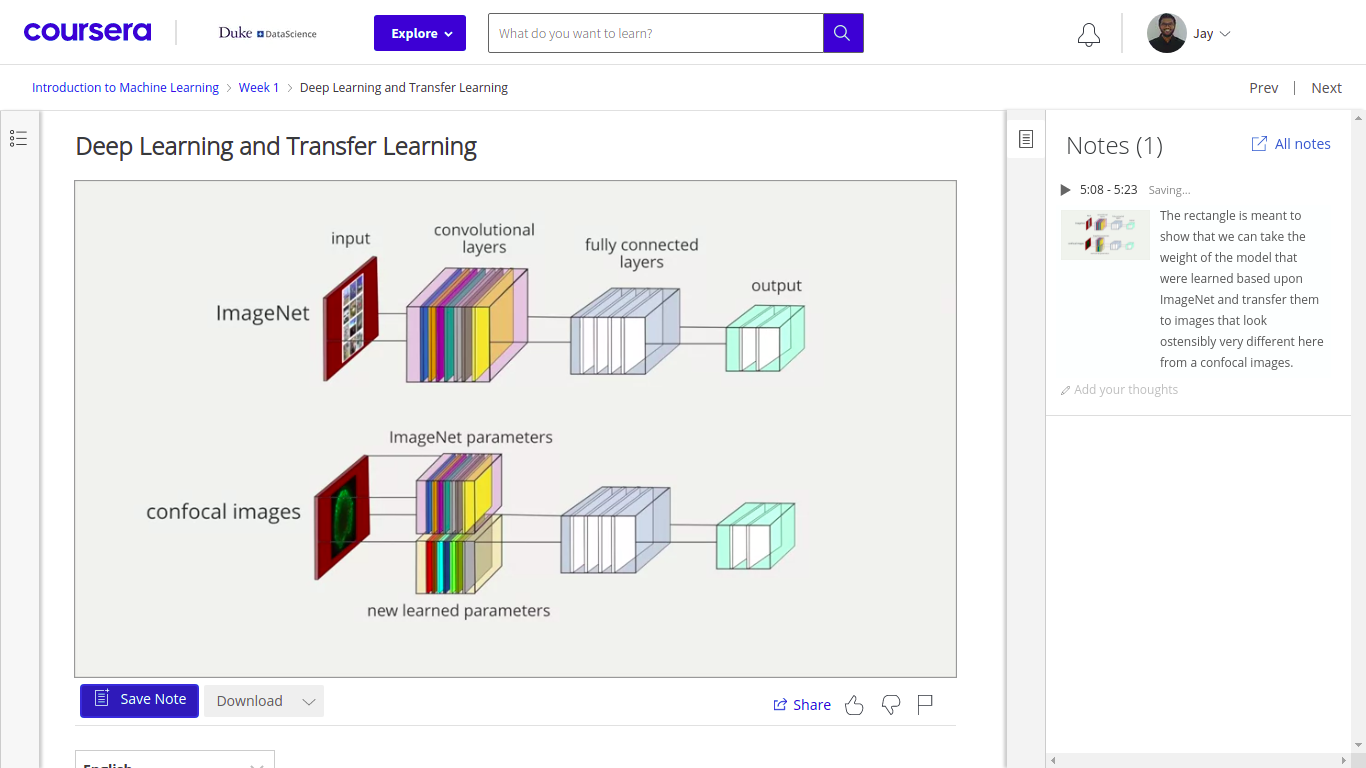 coursera
Duke DataScience
Explore
What do you want to learn?
Jay
Introduction to Machine Learning > Week 1 > Deep Learning and Transfer Learning
Prev | Next
Deep Learning and Transfer Learning
input
convolutional
layers
fully connected
layers
output
ImageNet
ImageNet parameters
confocal images
new learned parameters
Save Note
Download
Share
English
Notes (1)
All notes
5:08 - 5:23 Saving...
The rectangle is meant to
show that we can take the
weight of the model that
were learned based upon
ImageNet and transfer them
to images that look
ostensibly very different here
from a confocal images.
Add your thoughts